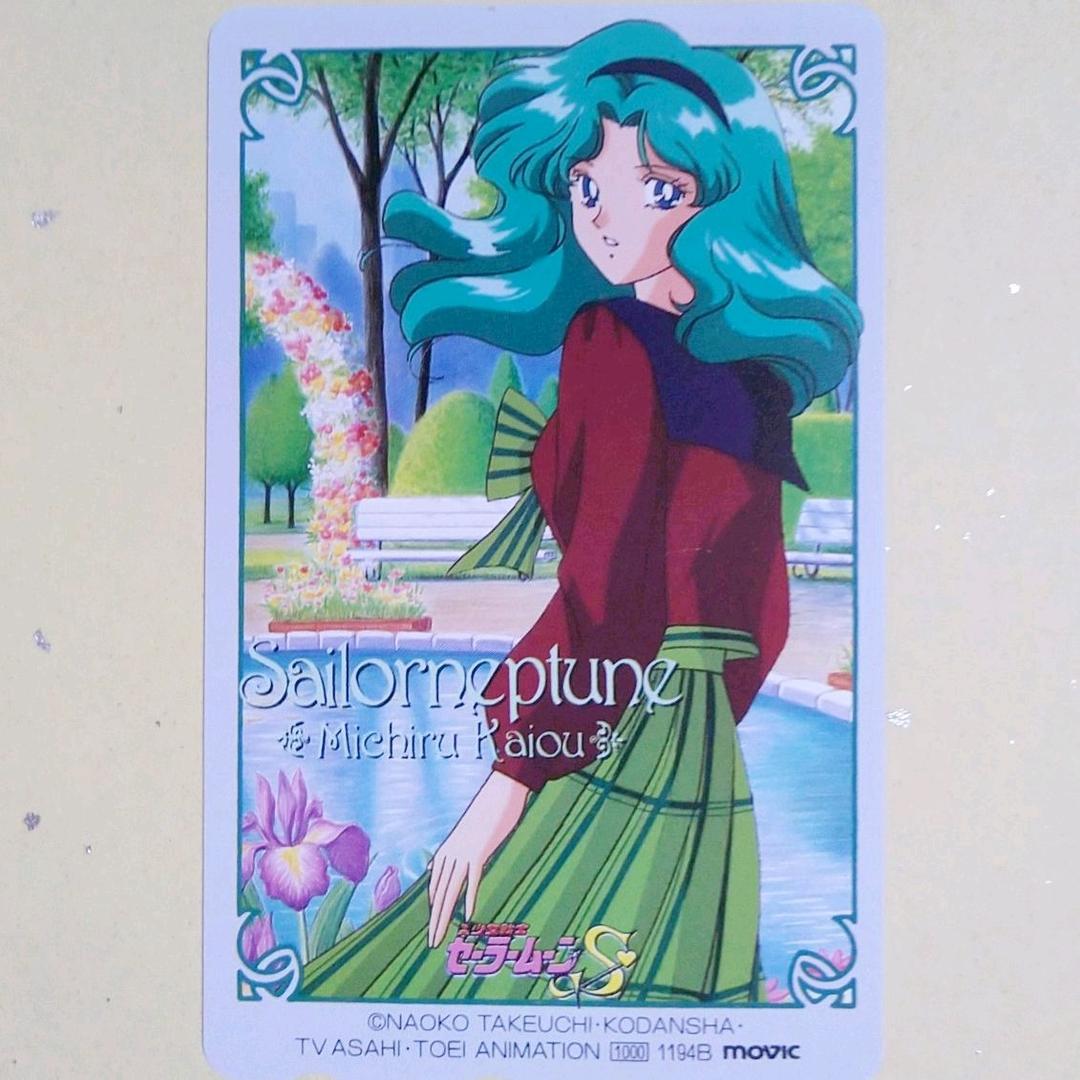 Sailorneptune
Michiru Kaiou
美少女戦士
セーラームーンS
©NAOKO TAKEUCHI·KODANSHA·
TV ASAHI·TOEI ANIMATION 1000 1194B movic